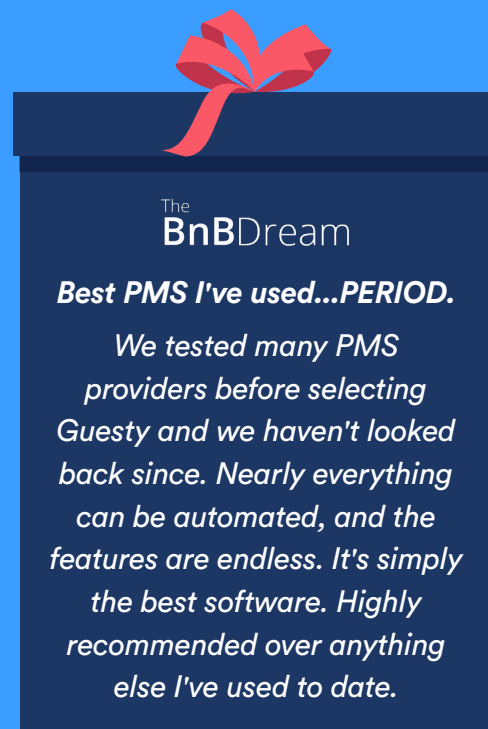 The
BnBDream
Best PMS I've used...PERIOD.
We tested many PMS
providers before selecting
Guesty and we haven't looked
back since. Nearly everything
can be automated, and the
features are endless. It's simply
the best software. Highly
recommended over anything
else I've used to date.